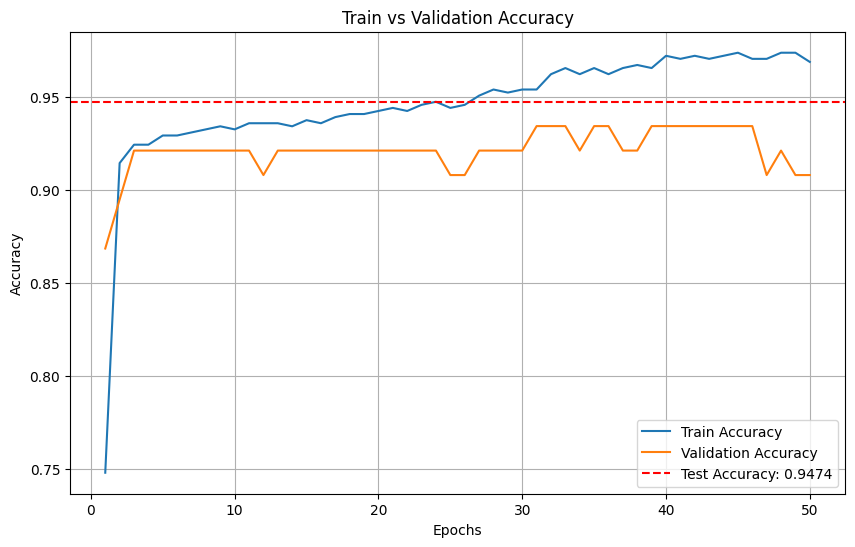 Train vs Validation Accuracy
Accuracy
0.95
0.90
0.85
0.80
0.75
0 10 20 30 40 50
Epochs
Train Accuracy
Validation Accuracy
Test Accuracy: 0.9474